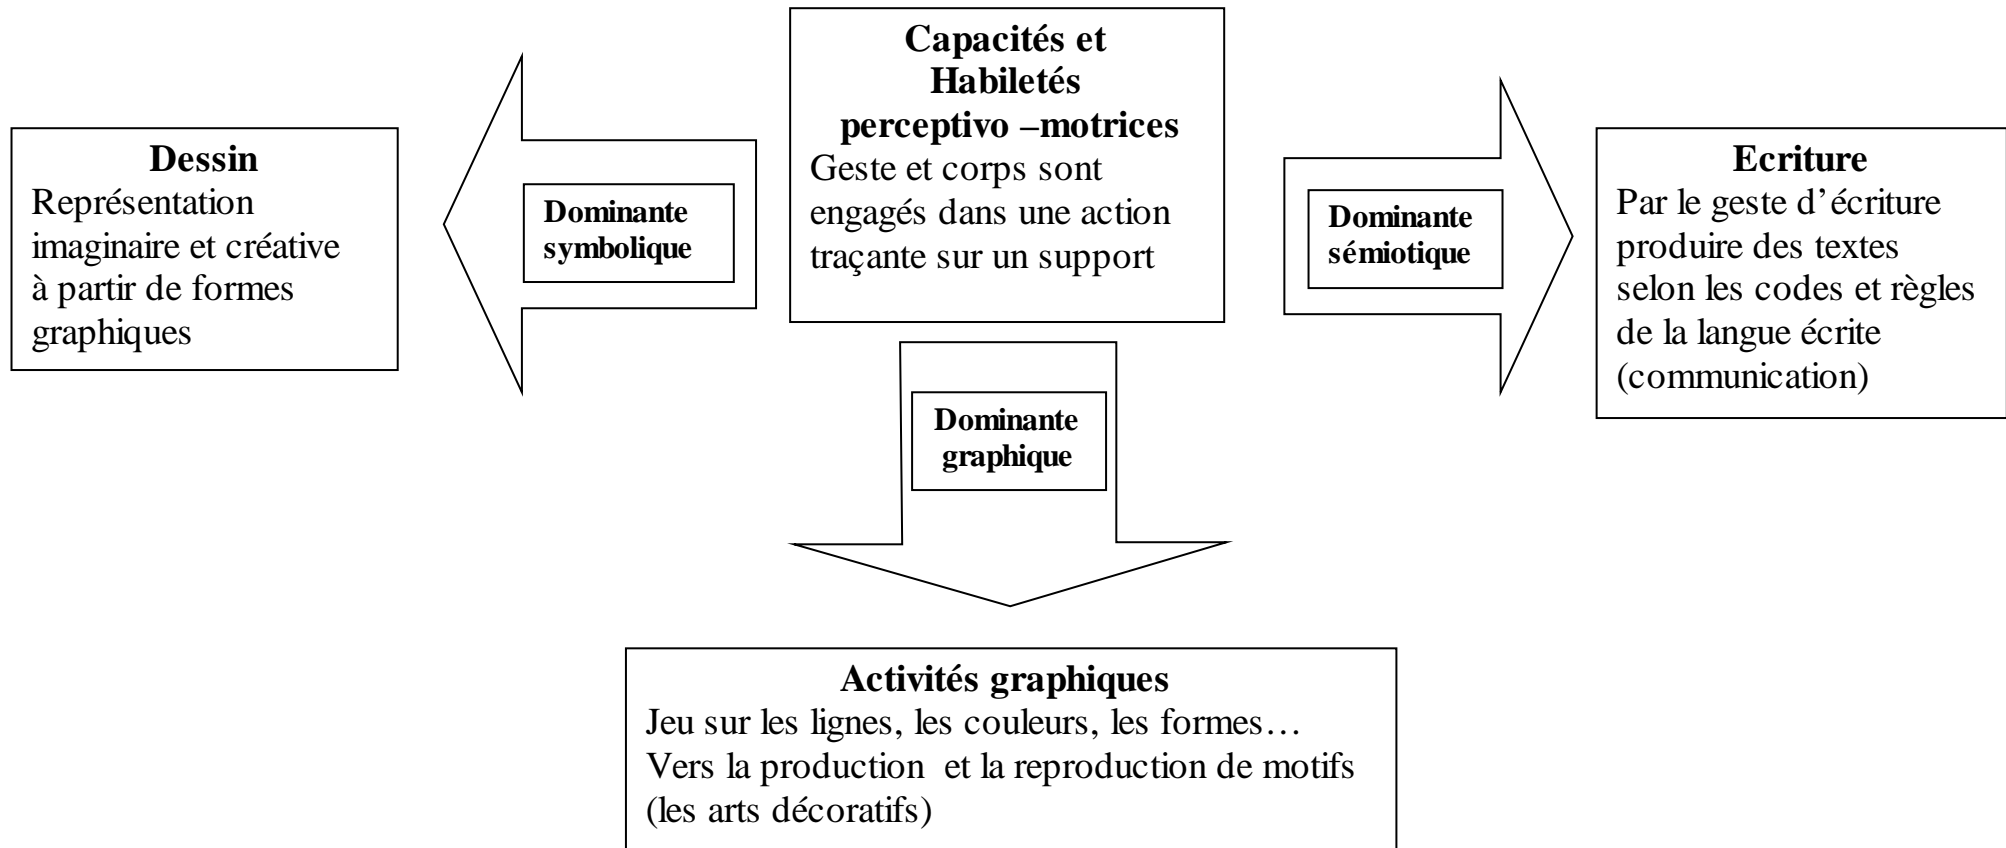 Capacités et
Habiletés
perceptivo –motrices
Geste et corps sont
engagés dans une action
traçante sur un support
Dessin
Représentation
imaginaire et créative
à partir de formes
graphiques
Dominante
symbolique
Dominante
sémiotique
Ecriture
Par le geste d’écriture
produire des textes
selon les codes et règles
de la langue écrite
(communication)
Dominante
graphique
Activités graphiques
Jeu sur les lignes, les couleurs, les formes…
Vers la production et la reproduction de motifs
(les arts décoratifs)